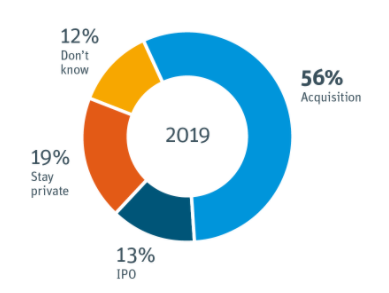 12%
Don't
know
56%
Acquisition
2019
19%
Stay
private
13%
IPO